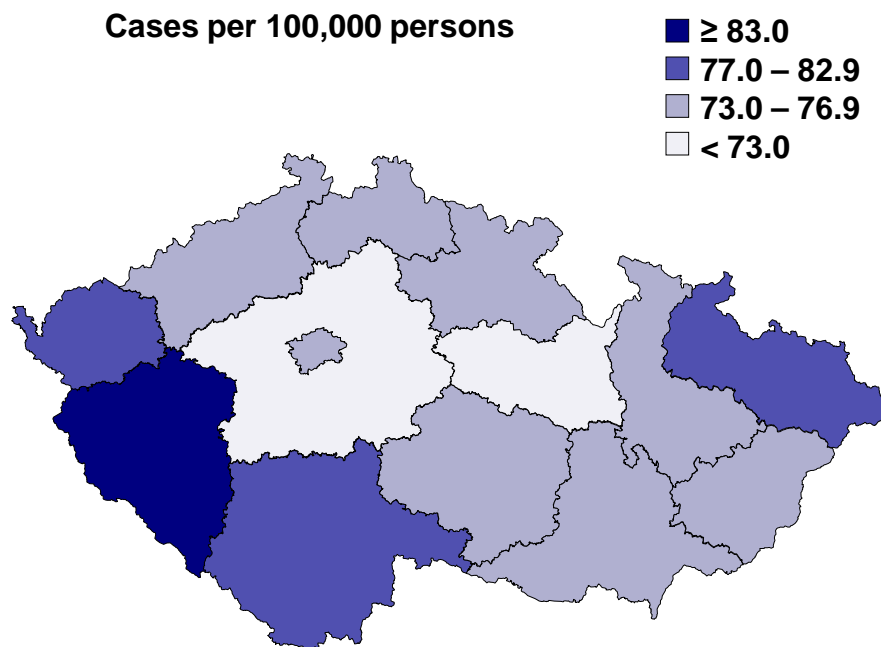 Cases per 100,000 persons
≥ 83.0
77.0 – 82.9
73.0 – 76.9
< 73.0